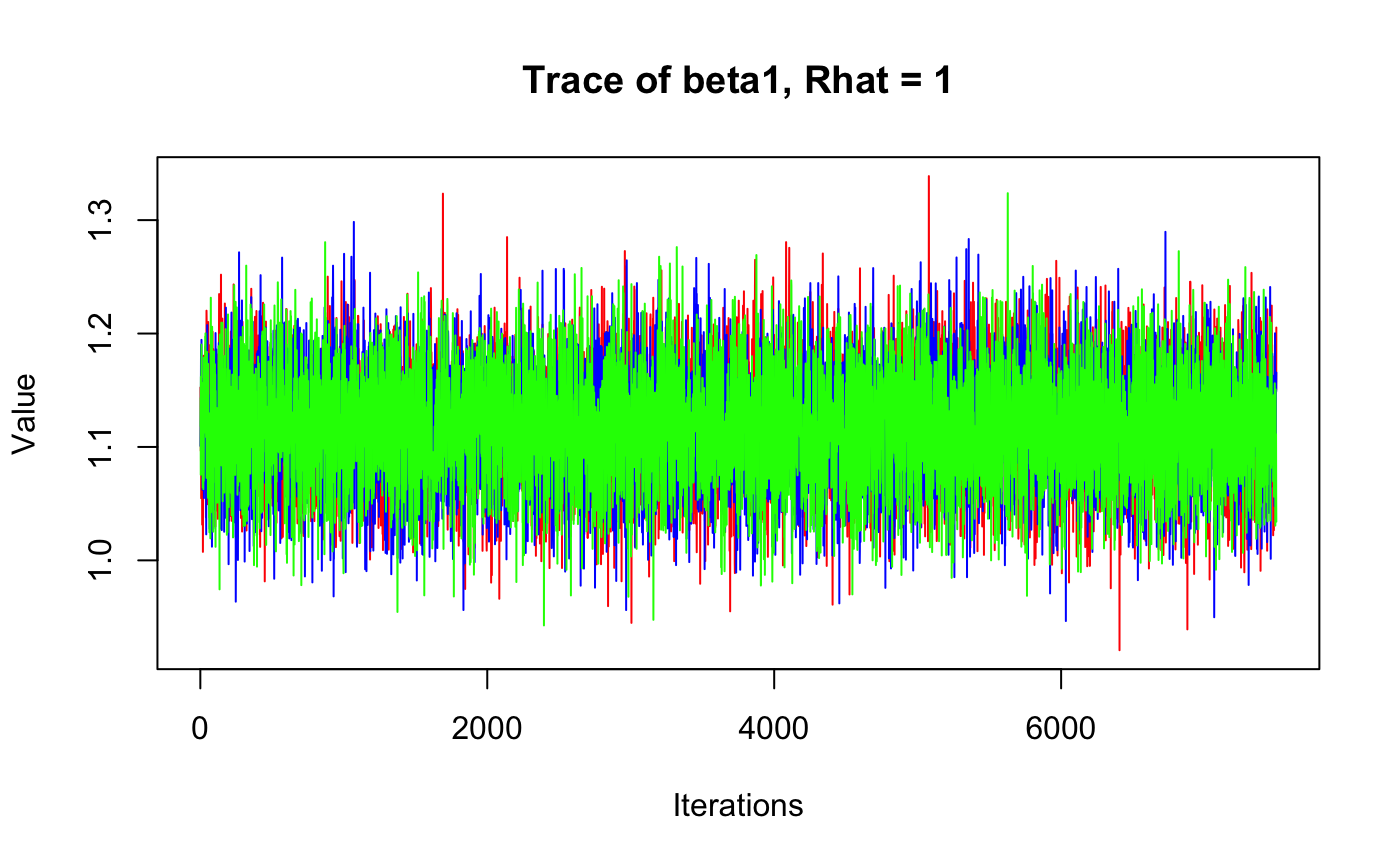 Trace of beta1, Rhat = 1
Value
1.3
1.2
1.1
1.0
0 2000 4000 6000
Iterations